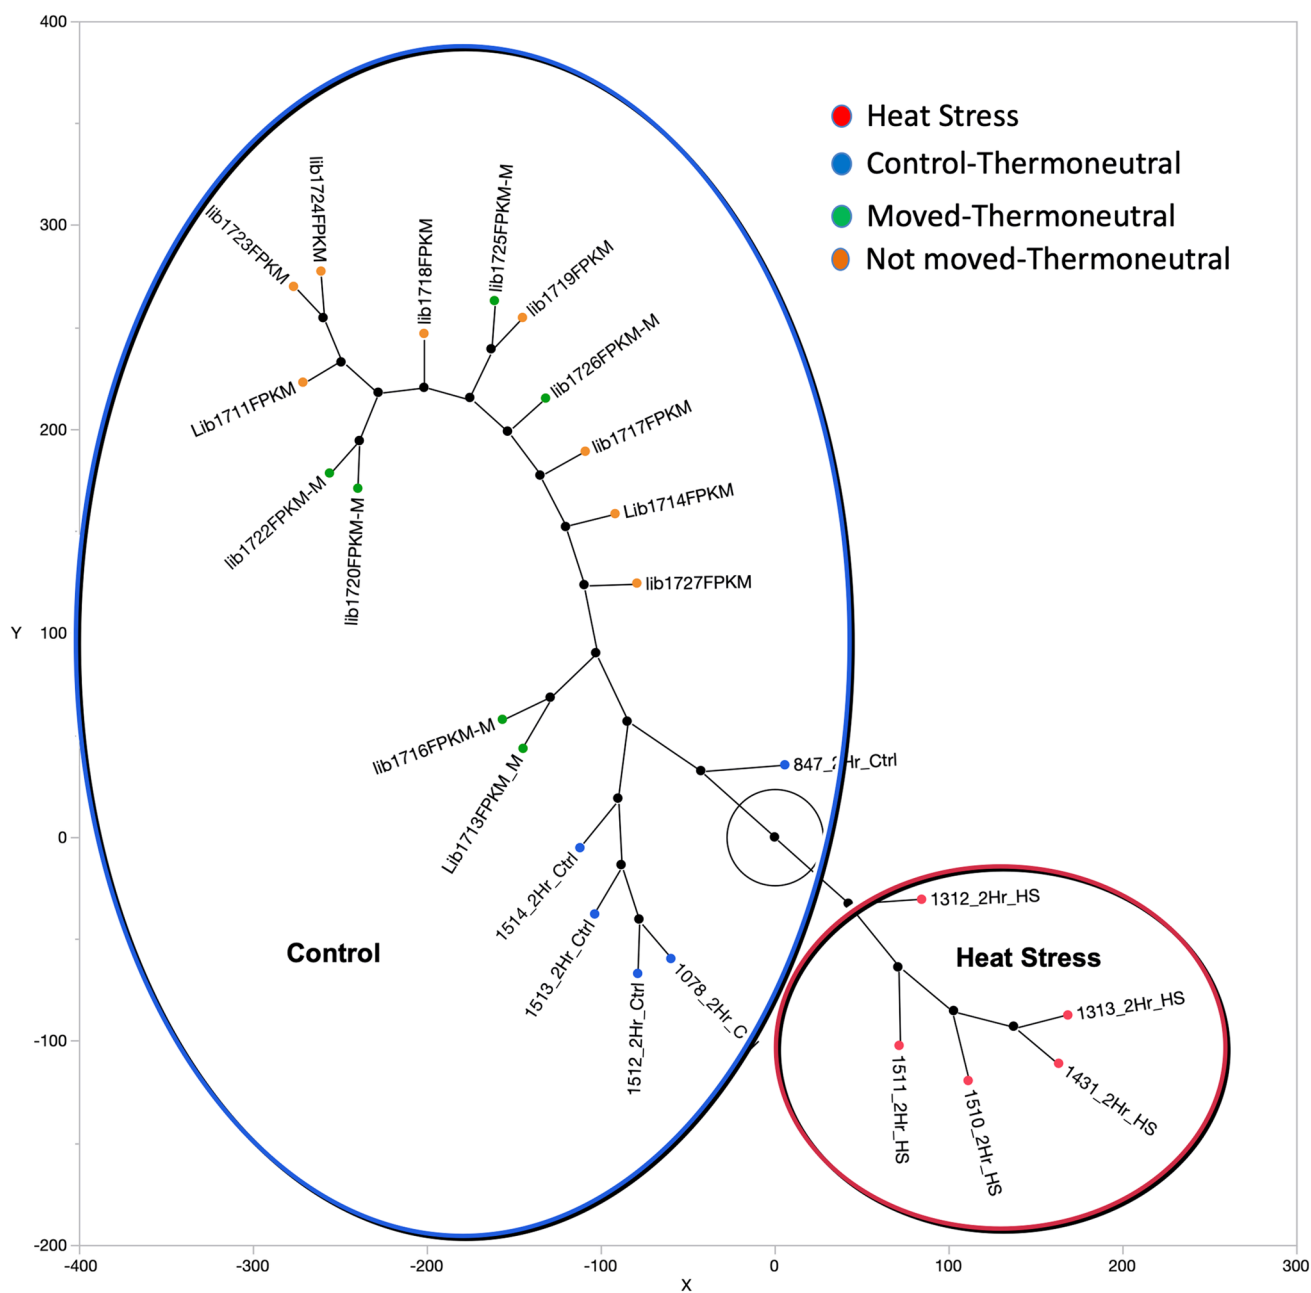 400
300
200
100
0
-100
-200
Y
-400
-300
-200
-100
0
100
200
300
X
Heat Stress
Control-Thermoneutral
Moved-Thermoneutral
Not moved-Thermoneutral
lib1724FPKM
lib1723FPKM
lib1718FPKM
lib1725FPKM-M
lib1719FPKM
lib1726FPKM-M
Lib1711FPKM
lib1717FPKM
lib1722FPKM-M
lib1720FPKM-M
Lib1714FPKM
lib1727FPKM
lib1716FPKM-M
Lib1713FPKM_M
847_2Hr_Ctrl
1514_2Hr_Ctrl
1513_2Hr_Ctrl
1512_2Hr_Ctrl
1078_2Hr_C
Control
1312_2Hr_HS
Heat Stress
1313_2Hr_HS
1431_2Hr_HS
1511_2Hr_HS
1510_2Hr_HS